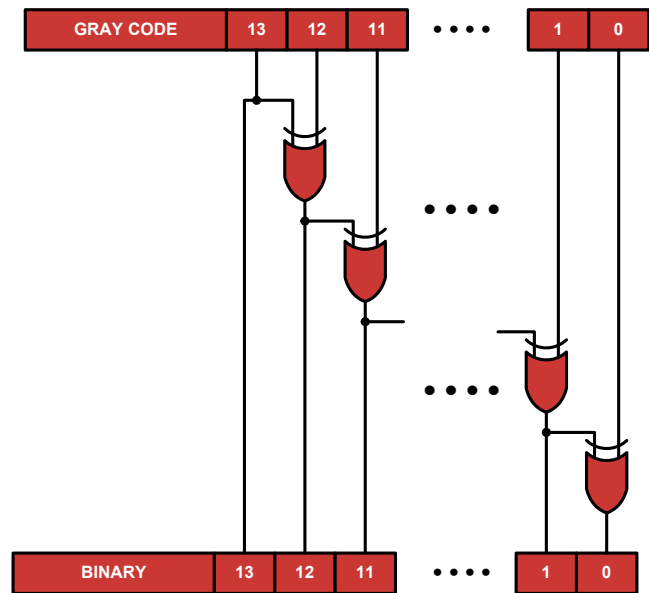 GRAY CODE 13 12 11 •••• 1 0
BINARY 13 12 11 •••• 1 0